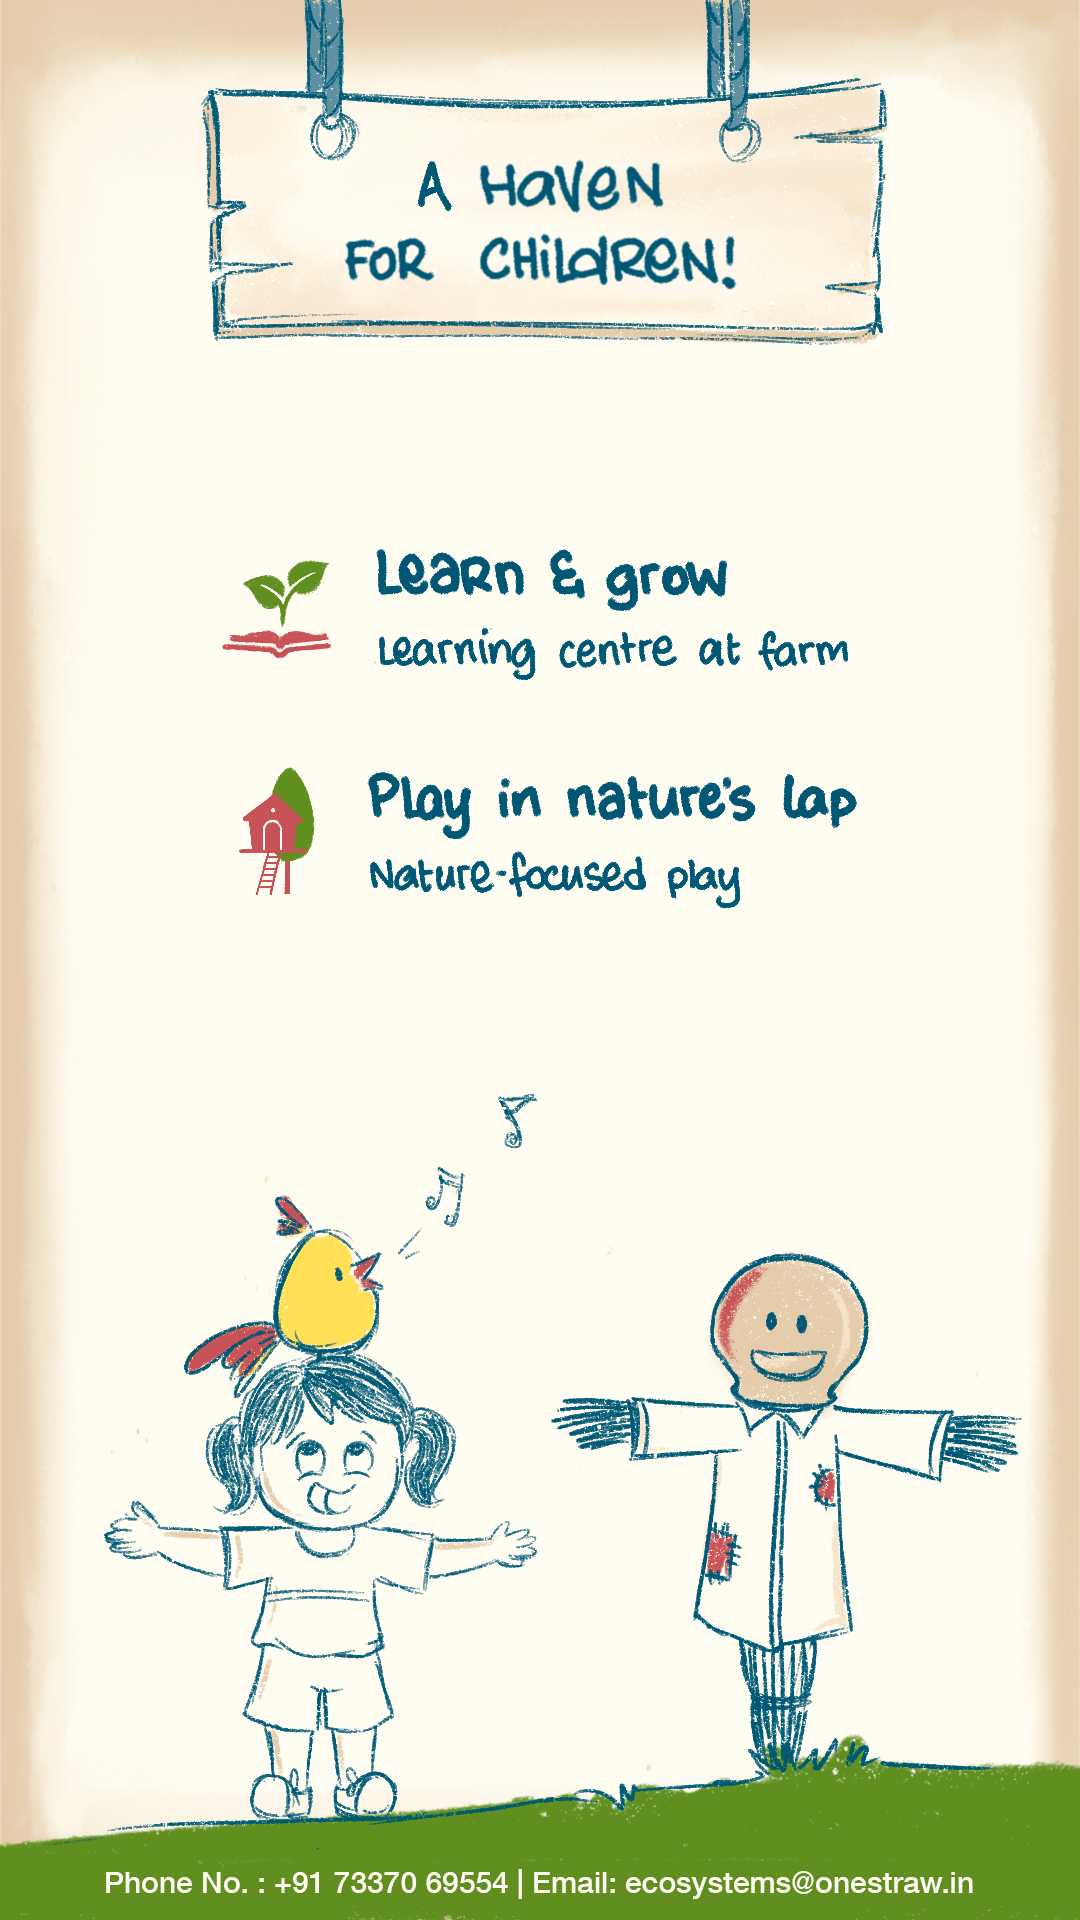 A HaVeN
FOR CHiLdReN!
Learn & grow
Learning centre at farm
Play in nature's lap
Nature-focused play
Phone No. : +91 73370 69554 | Email: ecosystems@onestraw.in